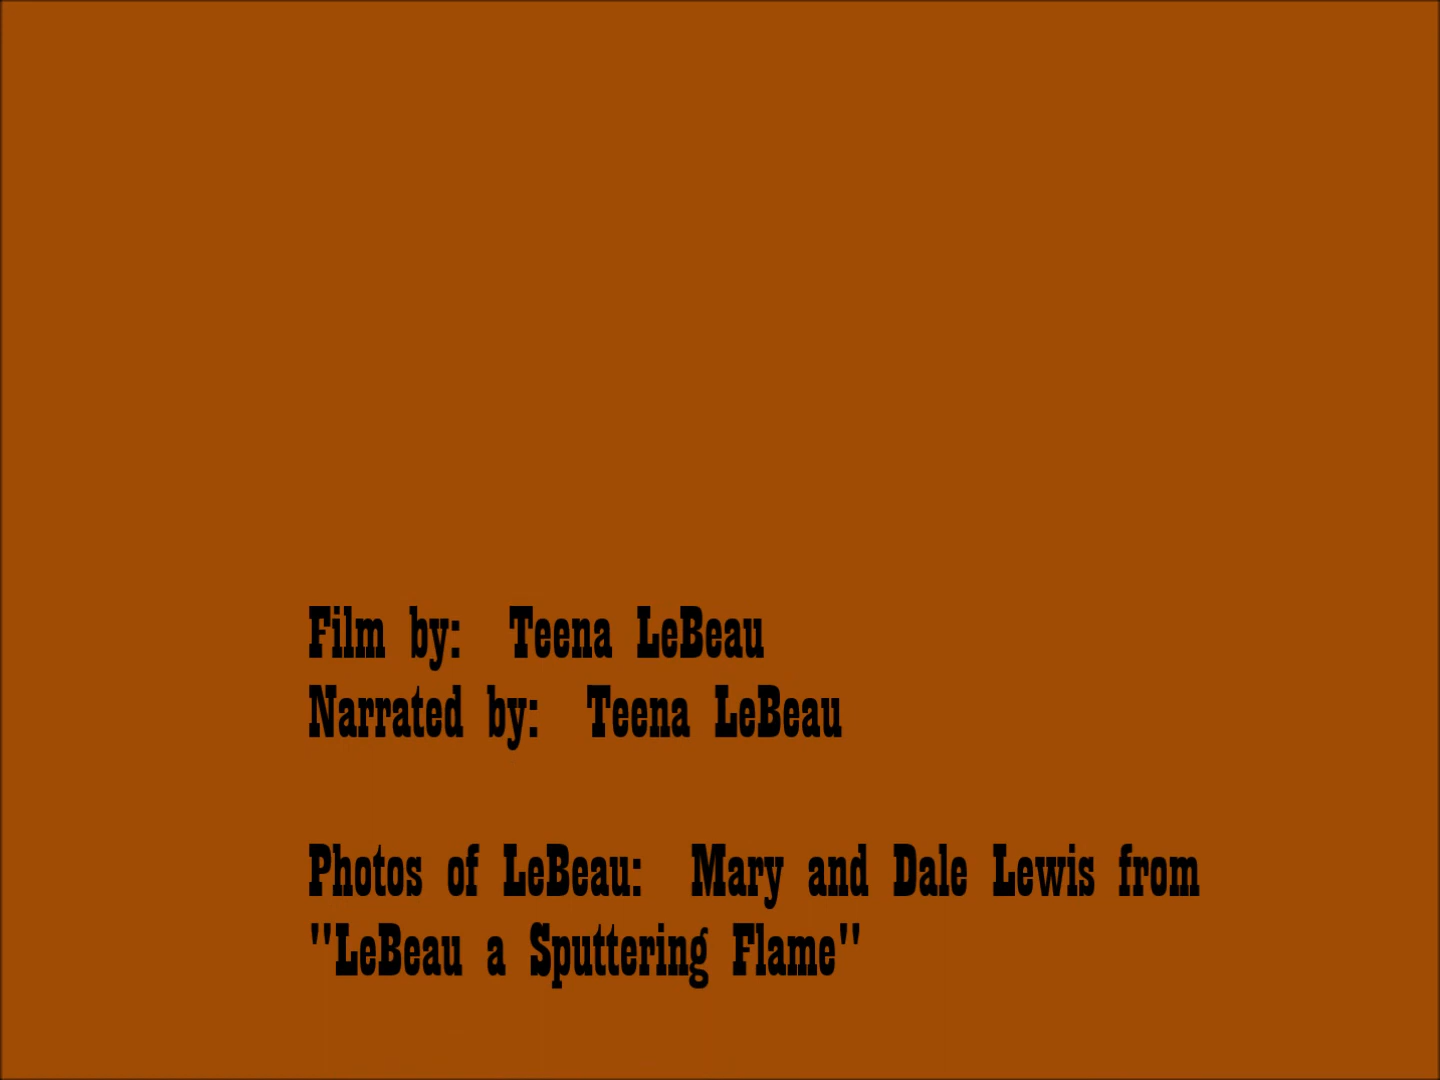 Film by: Teena LeBeau
Narrated by: Teena LeBeau
Photos of LeBeau: Mary and Dale Lewis from
"LeBeau a Sputtering Flame"